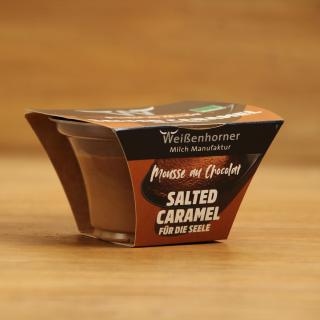 Weißenhorner
Milch Manufaktur
Mousse au Chocolat
SALTED
CARAMEL
FÜR DIE SEELE